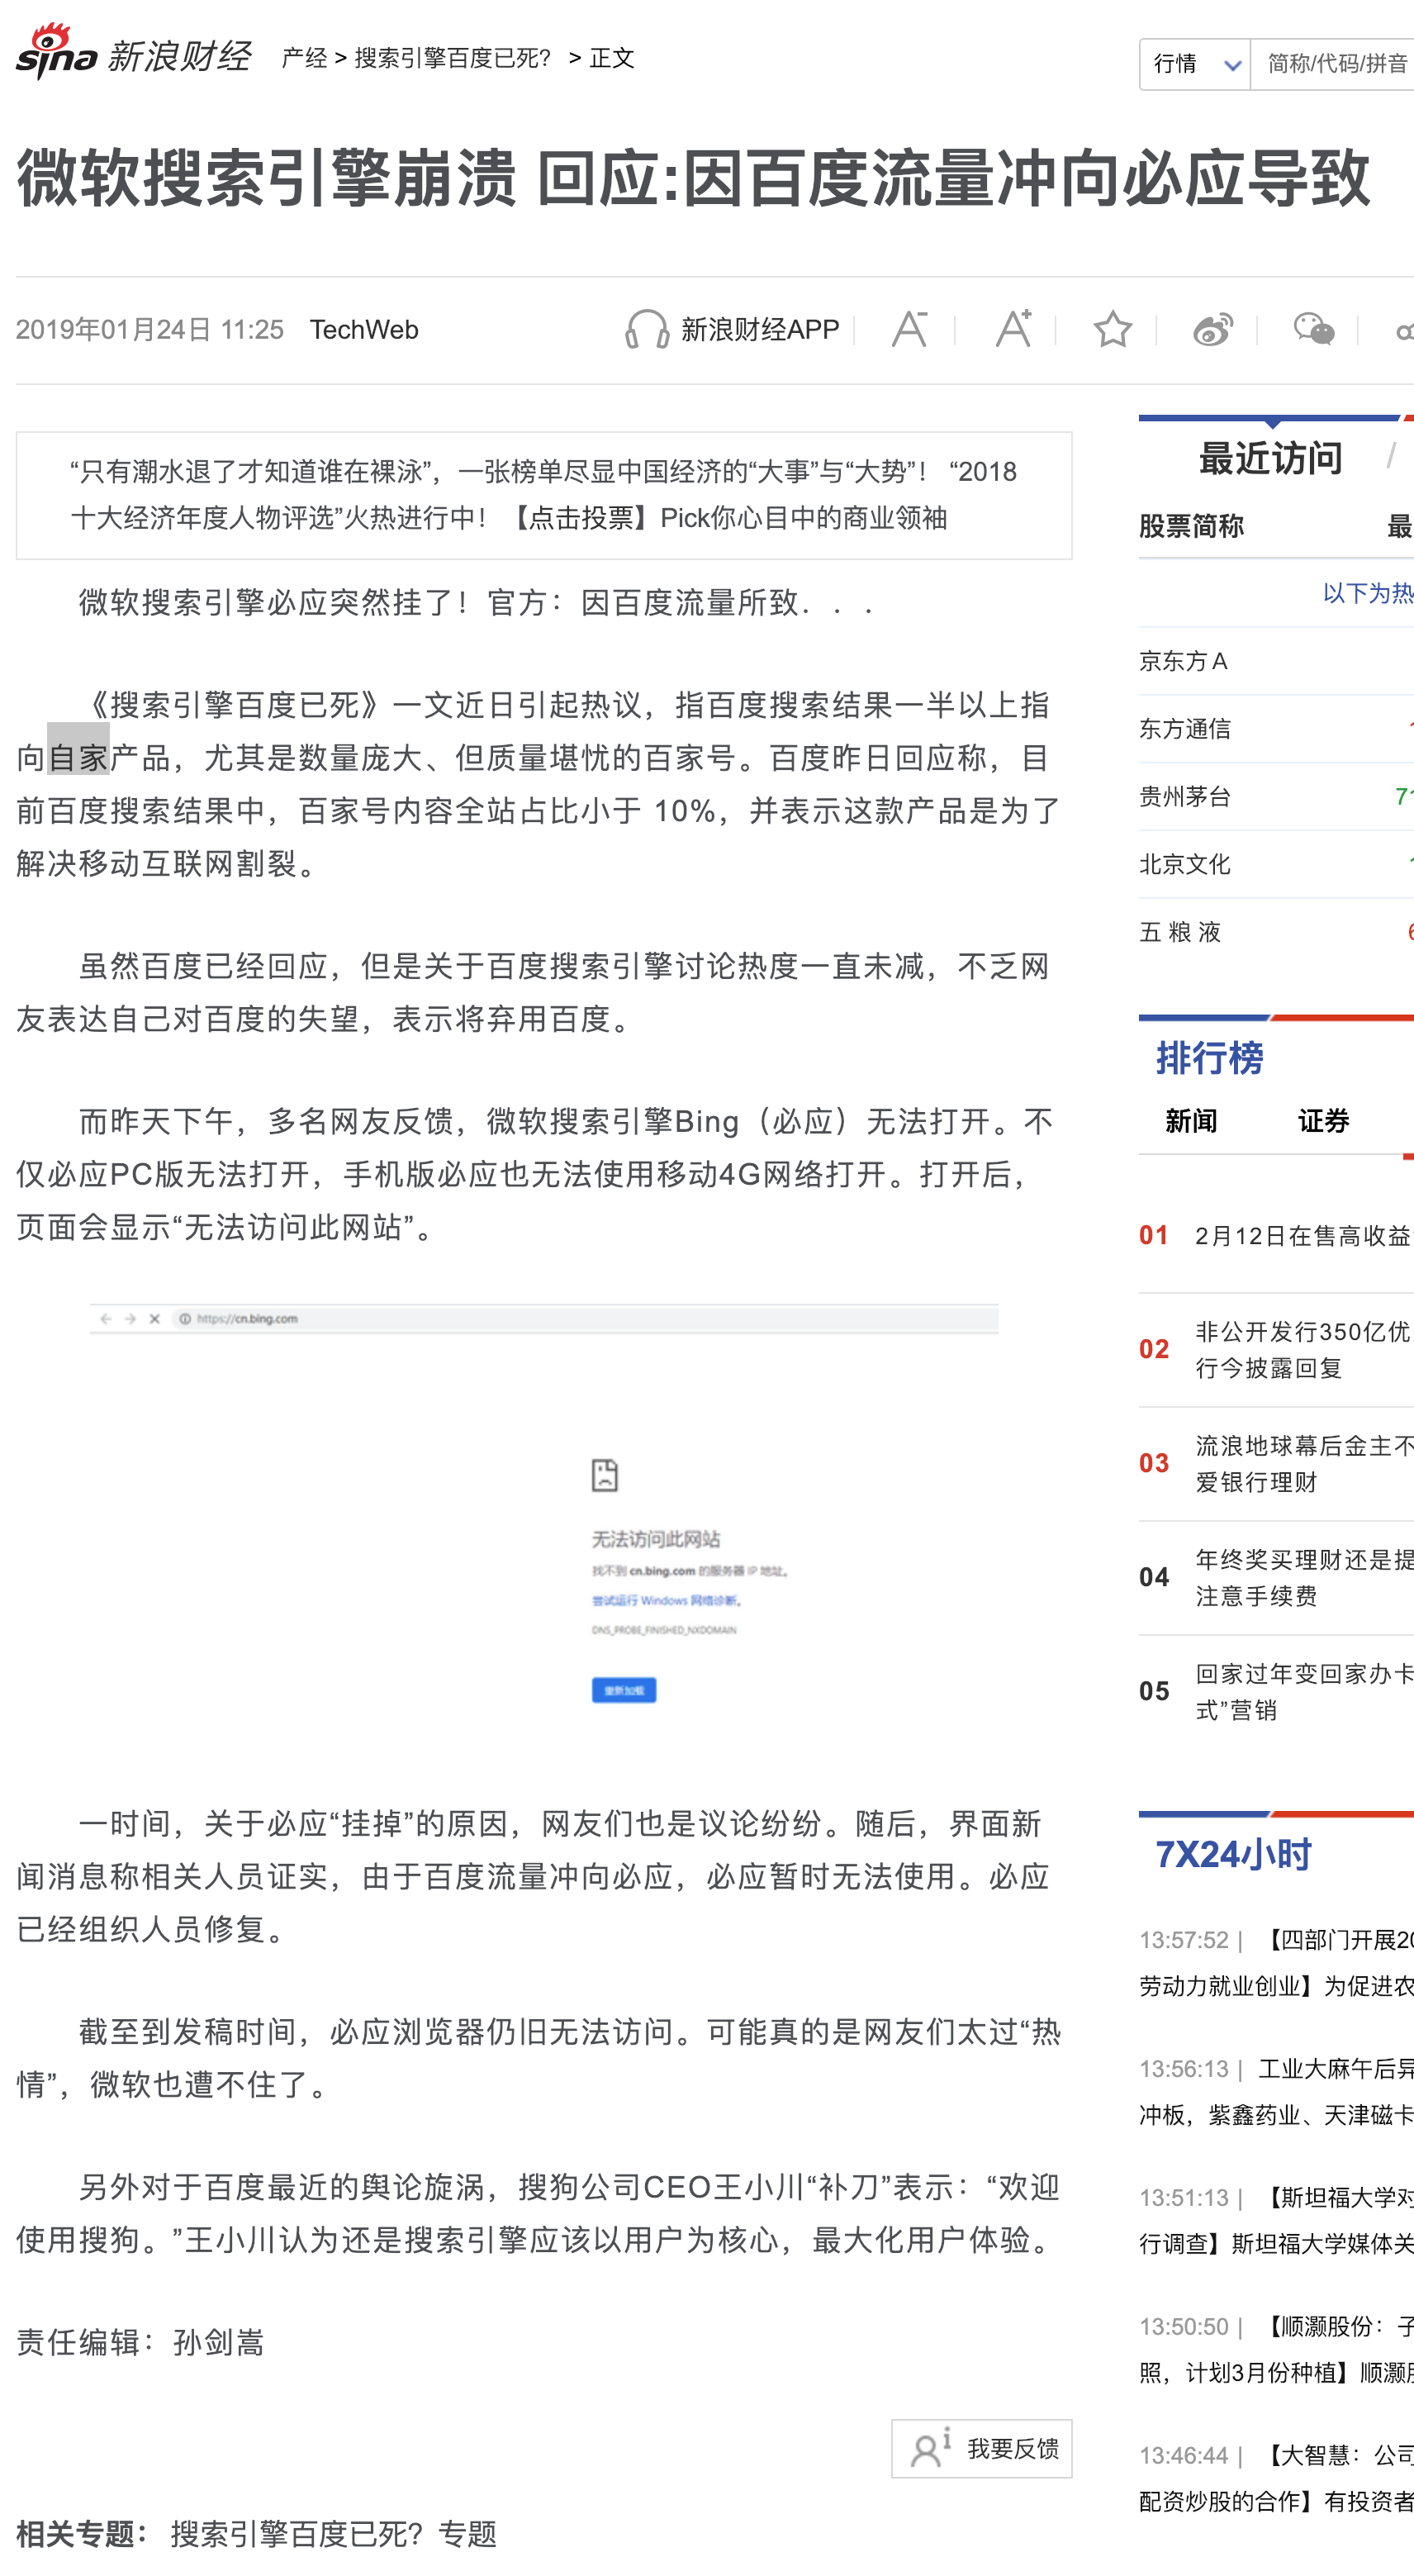 sina 新浪财经 产经 > 搜索引擎百度已死？ > 正文
行情 简称/代码/拼音
微软搜索引擎崩溃 回应:因百度流量冲向必应导致
2019年01月24日 11:25 TechWeb 新浪财经APP
“只有潮水退了才知道谁在裸泳”，一张榜单尽显中国经济的“大事”与“大势”！“2018
十大经济年度人物评选”火热进行中！【点击投票】Pick你心目中的商业领袖
微软搜索引擎必应突然挂了！官方：因百度流量所致．．．
《搜索引擎百度已死》一文近日引起热议，指百度搜索结果一半以上指
向自家产品，尤其是数量庞大、但质量堪忧的百家号。百度昨日回应称，目
前百度搜索结果中，百家号内容全站占比小于 10%，并表示这款产品是为了
解决移动互联网割裂。
虽然百度已经回应，但是关于百度搜索引擎讨论热度一直未减，不乏网
友表达自己对百度的失望，表示将弃用百度。
而昨天下午，多名网友反馈，微软搜索引擎Bing（必应）无法打开。不
仅必应PC版无法打开，手机版必应也无法使用移动4G网络打开。打开后，
页面会显示“无法访问此网站”。
https://cn.bing.com
无法访问此网站
找不到 cn.bing.com 的服务器 IP 地址。
尝试运行 Windows 网络诊断。
DNS_PROBE_FINISHED_NXDOMAIN
重新加载
一时间，关于必应“挂掉”的原因，网友们也是议论纷纷。随后，界面新
闻消息称相关人员证实，由于百度流量冲向必应，必应暂时无法使用。必应
已经组织人员修复。
截至到发稿时间，必应浏览器仍旧无法访问。可能真的是网友们太过“热
情”，微软也遭不住了。
另外对于百度最近的舆论旋涡，搜狗公司CEO王小川“补刀”表示：“欢迎
使用搜狗。”王小川认为还是搜索引擎应该以用户为核心，最大化用户体验。
责任编辑：孙剑嵩
我要反馈
相关专题： 搜索引擎百度已死？专题
最近访问 /
股票简称 最
以下为热
京东方Ａ
东方通信
贵州茅台 71
北京文化
五 粮 液 6
排行榜
新闻 证券
01 2月12日在售高收益
02 非公开发行350亿优
行今披露回复
03 流浪地球幕后金主不
爱银行理财
04 年终奖买理财还是提
注意手续费
05 回家过年变回家办卡
式”营销
7X24小时
13:57:52 | 【四部门开展20
劳动力就业创业】为促进农
13:56:13 | 工业大麻午后异
冲板，紫鑫药业、天津磁卡
13:51:13 | 【斯坦福大学对
行调查】斯坦福大学媒体关
13:50:50 | 【顺灏股份：子
照，计划3月份种植】顺灏股
13:46:44 | 【大智慧：公司
配资炒股的合作】有投资者